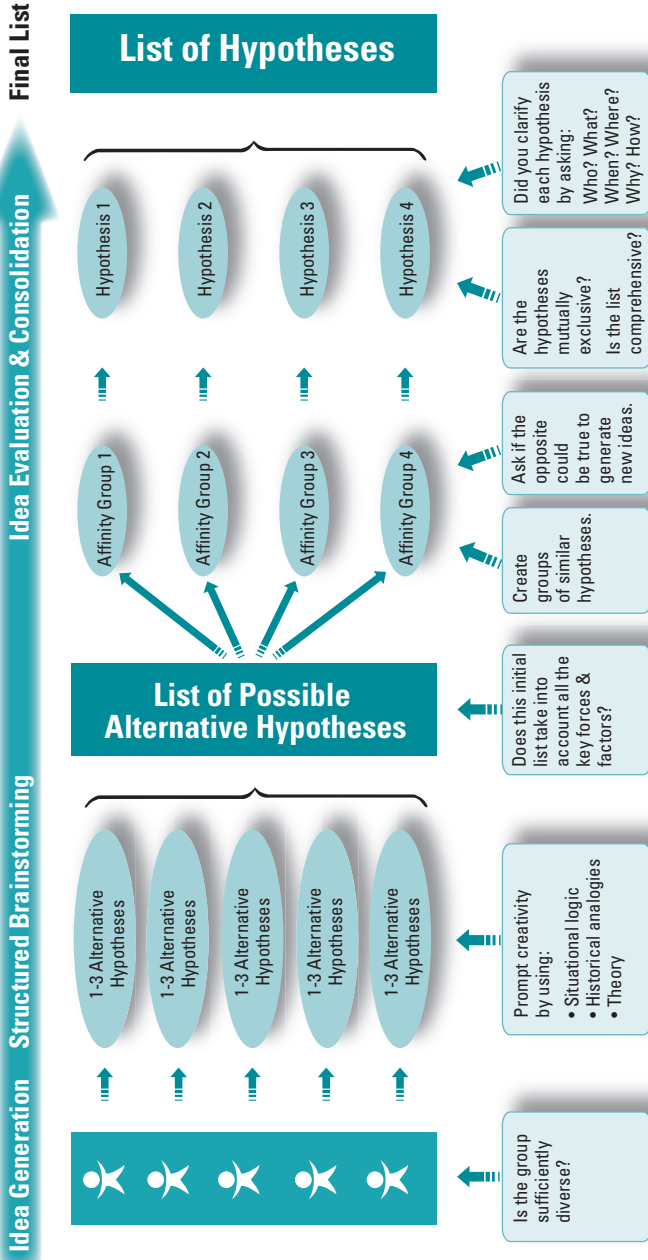 Idea Generation
Structured Brainstorming
Idea Evaluation & Consolidation
Final List
1-3 Alternative
Hypotheses
1-3 Alternative
Hypotheses
1-3 Alternative
Hypotheses
1-3 Alternative
Hypotheses
1-3 Alternative
Hypotheses
List of Possible
Alternative Hypotheses
Affinity Group 1
Affinity Group 2
Affinity Group 3
Affinity Group 4
Hypothesis 1
Hypothesis 2
Hypothesis 3
Hypothesis 4
List of Hypotheses
Is the group
sufficiently
diverse?
Prompt creativity
by using:
• Situational logic
• Historical analogies
• Theory
Does this initial
list take into
account all the
key forces &
factors?
Create
groups
of similar
hypotheses.
Ask if the
opposite
could
be true to
generate
new ideas.
Are the
hypotheses
mutually
exclusive?
Is the list
comprehensive?
Did you clarify
each hypothesis
by asking:
Who? What?
When? Where?
Why? How?